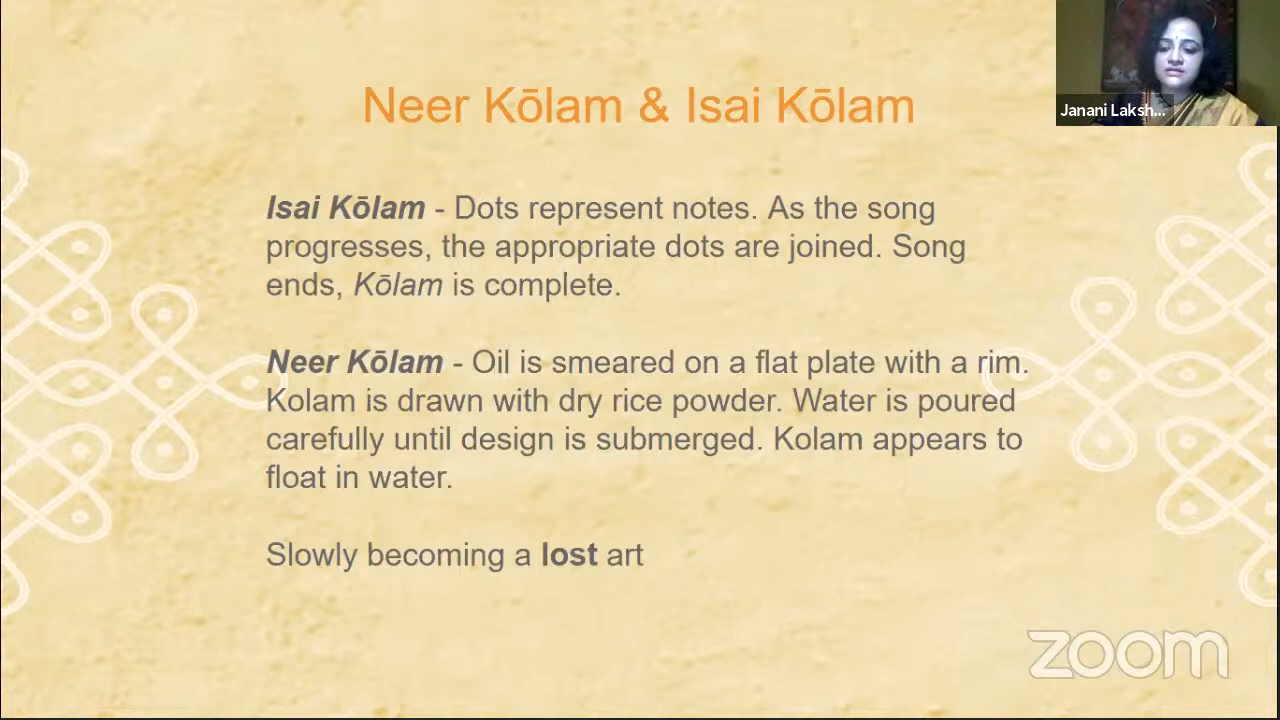 Janani Laksh...
Neer Kōlam & Isai Kōlam
Isai Kōlam - Dots represent notes. As the song
progresses, the appropriate dots are joined. Song
ends, Kōlam is complete.
Neer Kōlam - Oil is smeared on a flat plate with a rim.
Kolam is drawn with dry rice powder. Water is poured
carefully until design is submerged. Kolam appears to
float in water.
Slowly becoming a lost art
zoom